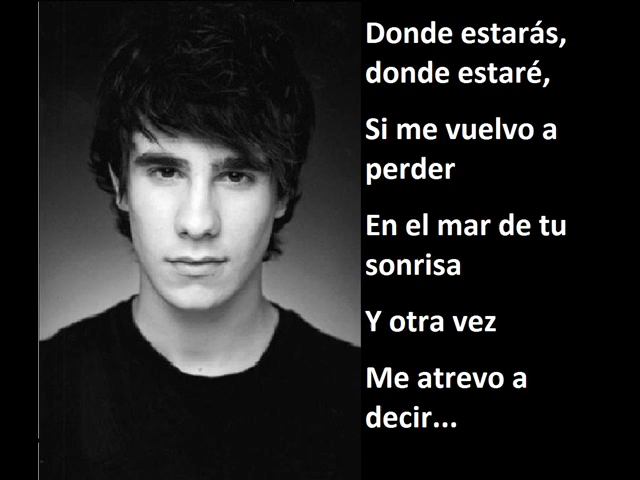 Donde estarás,
donde estaré,
Si me vuelvo a
perder
En el mar de tu
sonrisa
Y otra vez
Me atrevo a
decir...